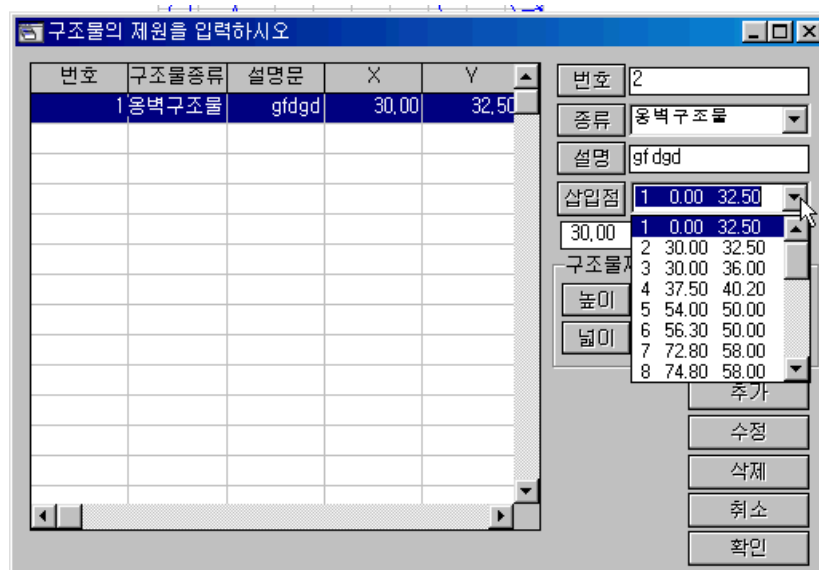 구조물의 제원을 입력하시오
번호 구조물종류 설명문 X Y
1 옹벽구조물 gfdgd 30,00 32,50
번호 2
종류 옹벽구조물
설명 gfdgd
삽입점 1 0.00 32.50
30,00
1 0.00 32.50
2 30.00 32.50
3 30.00 36.00
4 37.50 40.20
5 54.00 50.00
6 56.30 50.00
7 72.80 58.00
8 74.80 58.00
구조물
높이
넓이
추가
수정
삭제
취소
확인